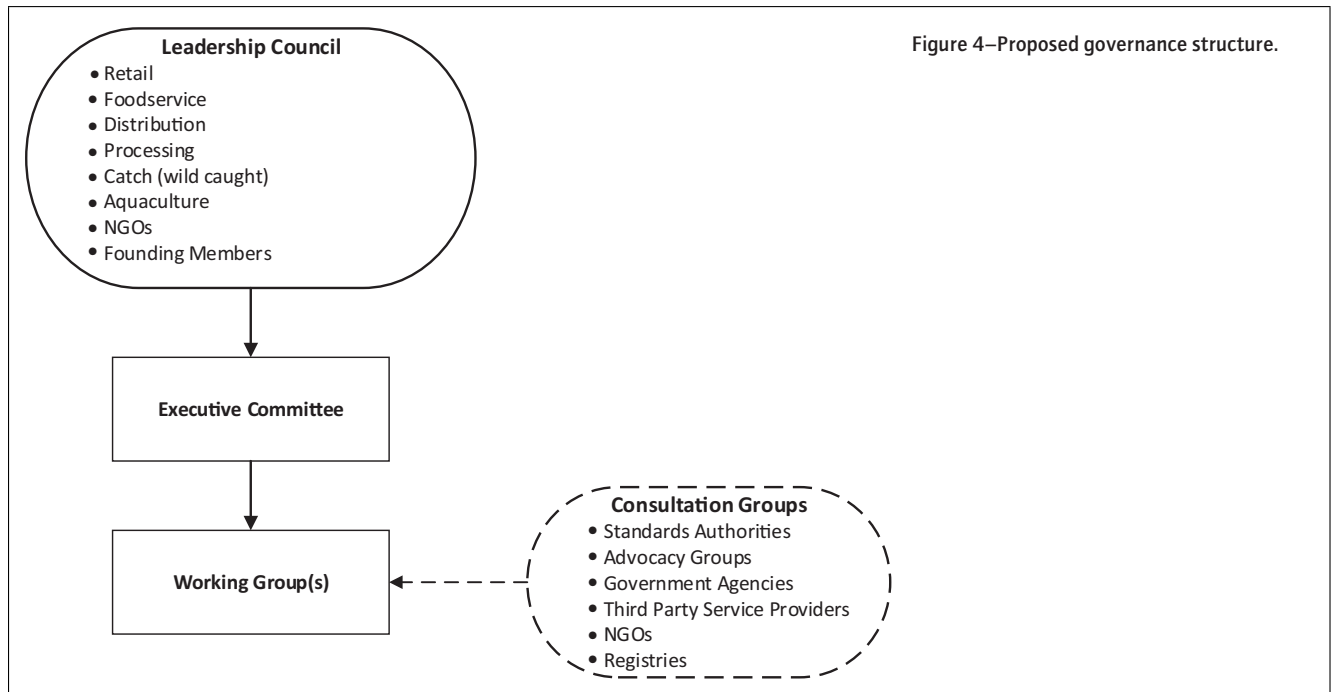 Leadership Council
• Retail
• Foodservice
• Distribution
• Processing
• Catch (wild caught)
• Aquaculture
• NGOs
• Founding Members
Figure 4–Proposed governance structure.
Executive Committee
Working Group(s)
Consultation Groups
• Standards Authorities
• Advocacy Groups
• Government Agencies
• Third Party Service Providers
• NGOs
• Registries